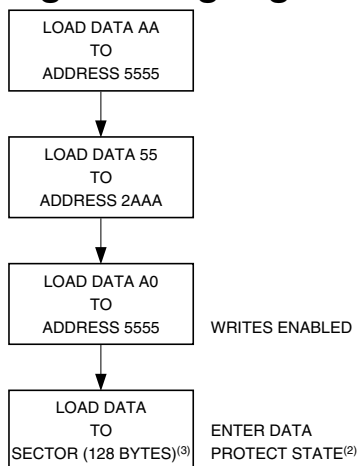 LOAD DATA AA
TO
ADDRESS 5555
LOAD DATA 55
TO
ADDRESS 2AAA
LOAD DATA A0
TO
ADDRESS 5555 WRITES ENABLED
LOAD DATA
TO ENTER DATA
SECTOR (128 BYTES)(3) PROTECT STATE(2)